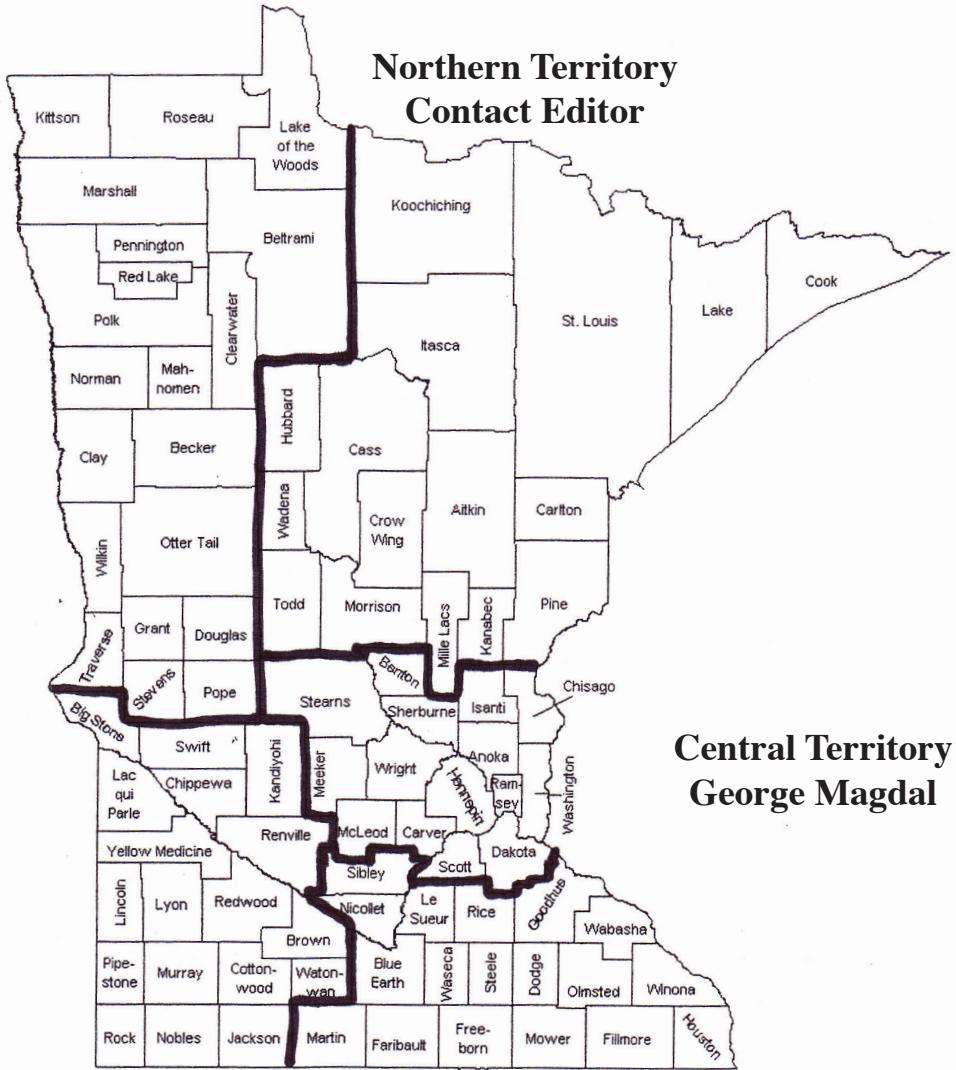 Northern Territory
Contact Editor
Kittson
Roseau
Lake
of the
Woods
Marshall
Koochiching
Beltrami
Pennington
Red Lake
Polk
Clearwater
St. Louis
Lake
Cook
Itasca
Norman
Mah-
nomen
Hubbard
Clay
Becker
Cass
Wadena
Crow
Wing
Aitkin
Carlton
Wilkin
Otter Tail
Todd
Morrison
Mille Lacs
Kanabec
Pine
Grant
Douglas
Traverse
Stevens
Pope
Stearns
Benton
Sherburne
Isanti
Chisago
Big Stone
Swift
Kandiyohi
Meeker
Wright
Anoka
Hennepin
Ram-
sey
Washington
Central Territory
George Magdal
Lac
qui
Parle
Chippewa
Renville
McLeod
Carver
Scott
Dakota
Yellow Medicine
Sibley
Lincoln
Lyon
Redwood
Nicollet
Le
Sueur
Rice
Goodhue
Wabasha
Brown
Pipe-
stone
Murray
Cotton-
wood
Waton-
wan
Blue
Earth
Waseca
Steele
Dodge
Olmsted
Winona
Rock
Nobles
Jackson
Martin
Faribault
Free-
born
Mower
Fillmore
Houston